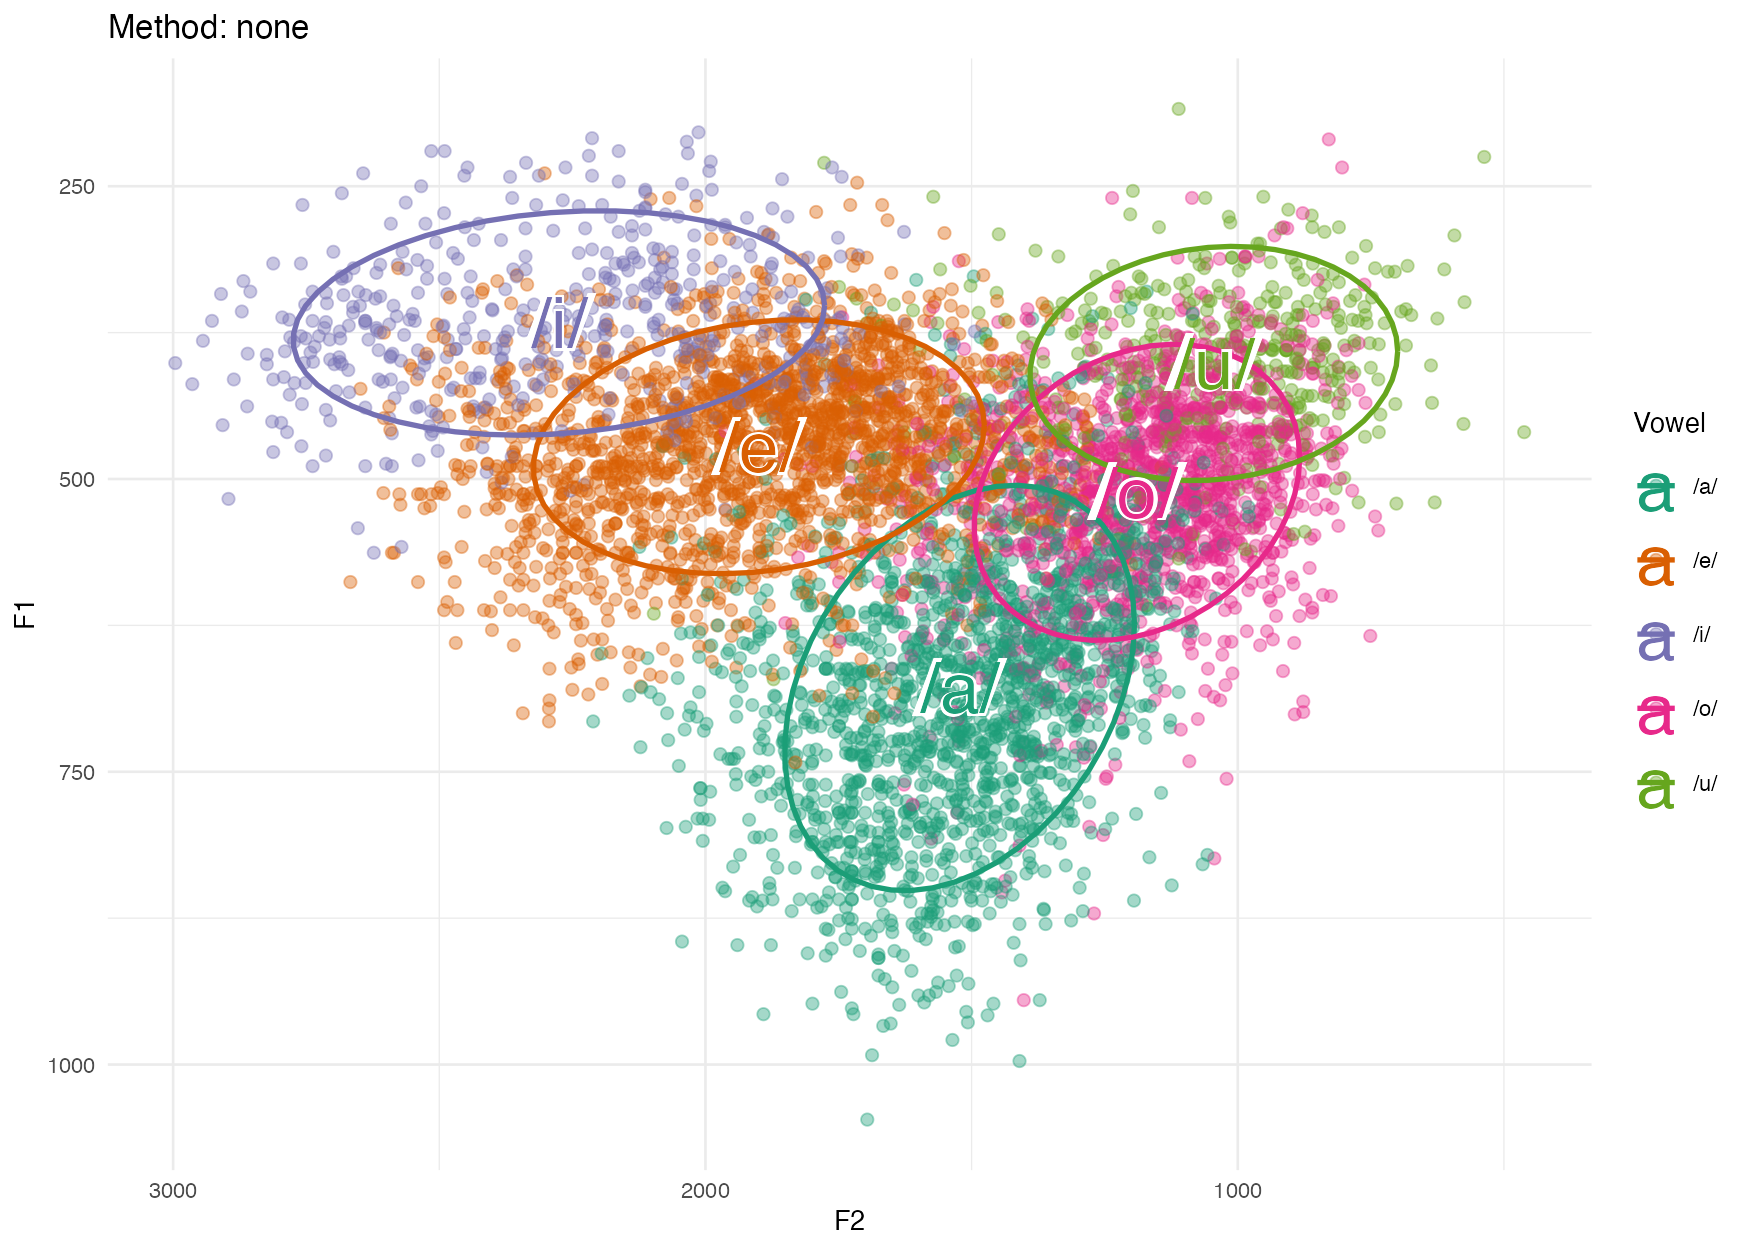 Method: none
250
500
750
1000
F1
3000
2000
1000
F2
/i/
/e/
/u/
/o/
/a/
Vowel
a /a/
a /e/
a /i/
a /o/
a /u/